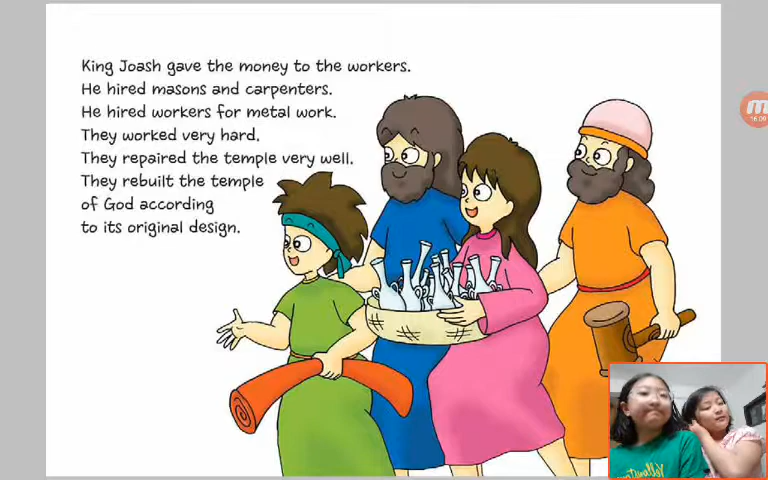 King Joash gave the money to the workers.
He hired masons and carpenters.
He hired workers for metal work.
They worked very hard.
They repaired the temple very well.
They rebuilt the temple
of God according
to its original design.
16:09